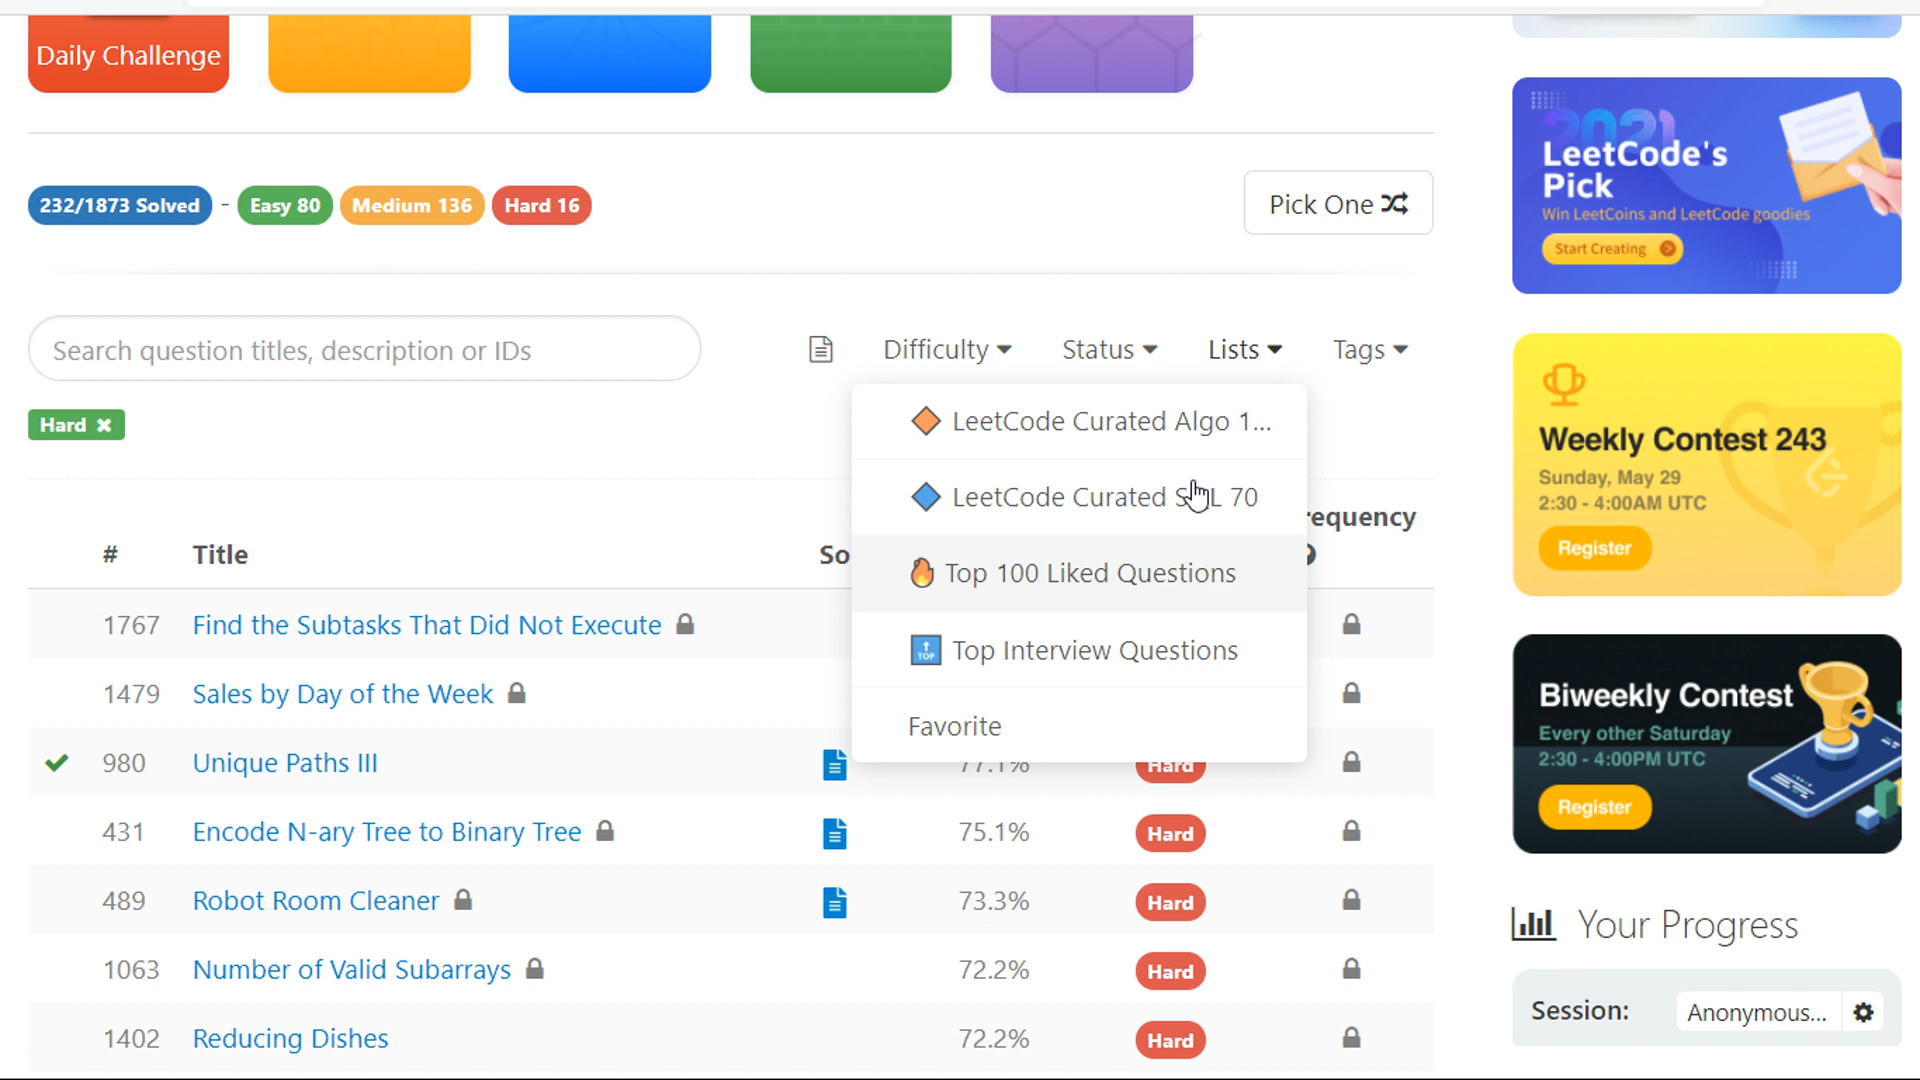 Daily Challenge
232/1873 Solved - Easy 80 Medium 136 Hard 16
Pick One
Search question titles, description or IDs
Difficulty Status Lists Tags
Hard
LeetCode Curated Algo 1...
LeetCode Curated 70
Top 100 Liked Questions
TOP
Top Interview Questions
Favorite
# Title
1767 Find the Subtasks That Did Not Execute
1479 Sales by Day of the Week
980 Unique Paths III 77.1% Hard
431 Encode N-ary Tree to Binary Tree 75.1% Hard
489 Robot Room Cleaner 73.3% Hard
1063 Number of Valid Subarrays 72.2% Hard
1402 Reducing Dishes 72.2% Hard
2021
LeetCode's
Pick
Win LeetCoins and LeetCode goodies
Start Creating
Weekly Contest 243
Sunday, May 29
2:30 - 4:00AM UTC
Register
Biweekly Contest
Every other Saturday
2:30 - 4:00PM UTC
Register
Your Progress
Session: Anonymous...